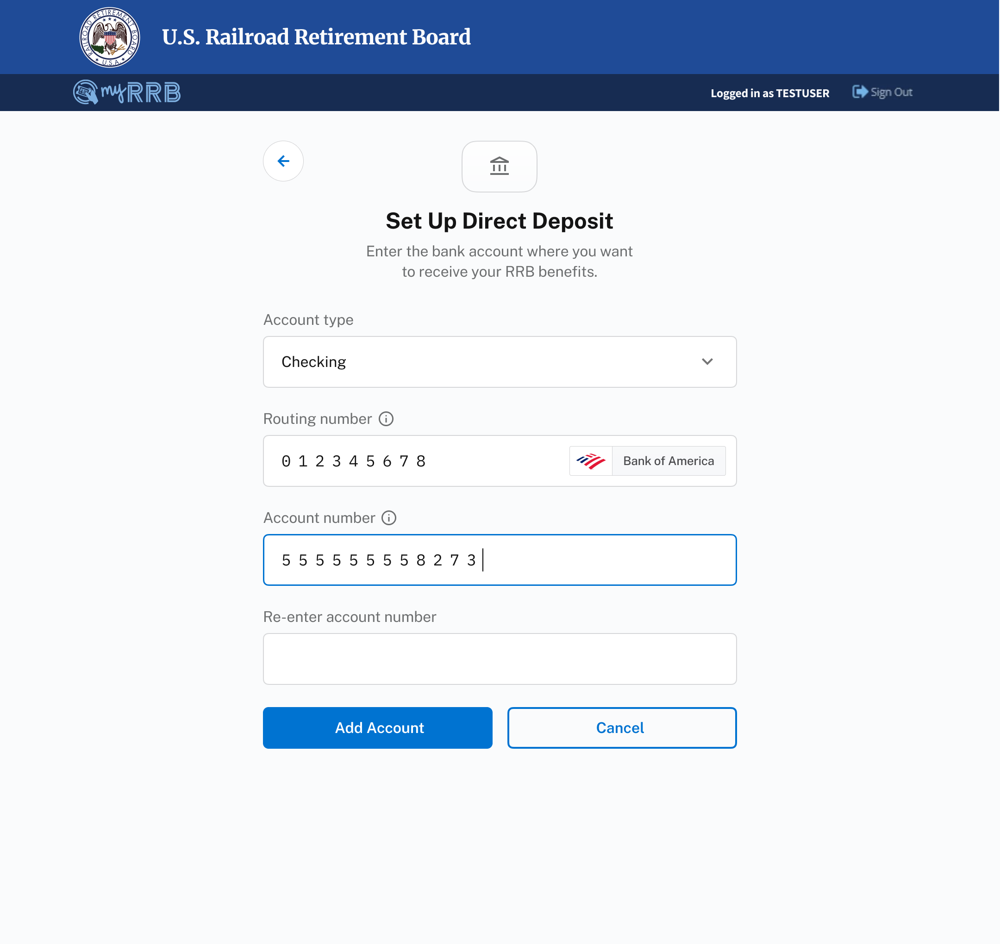 RAILROAD RETIREMENT BOARD
U.S.A.
U.S. Railroad Retirement Board
myRRB
Logged in as TESTUSER
Sign Out
Set Up Direct Deposit
Enter the bank account where you want
to receive your RRB benefits.
Account type
Checking
Routing number
0 1 2 3 4 5 6 7 8
Bank of America
Account number
5 5 5 5 5 5 5 5 8 2 7 3
Re-enter account number
Add Account
Cancel